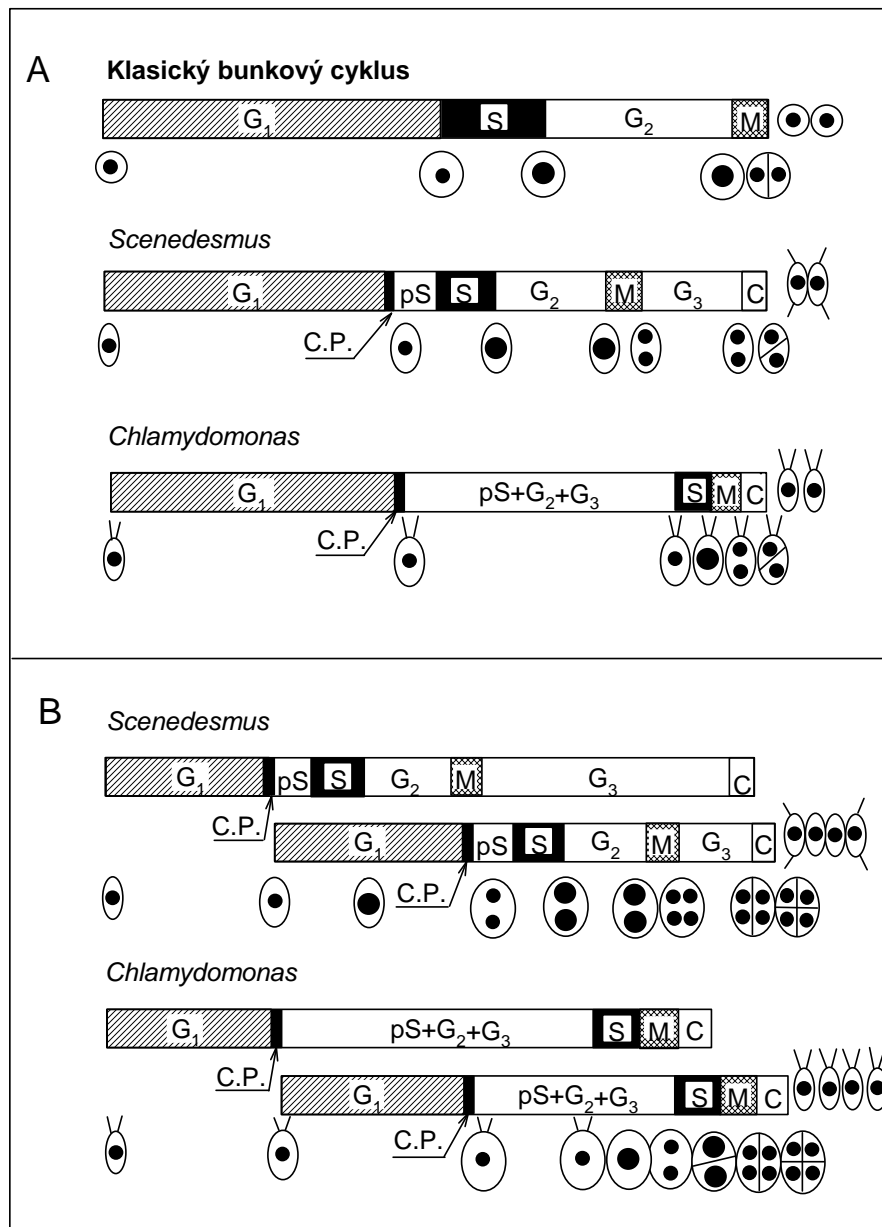 A Klasický bunkový cyklus
G₁ S G₂ M
Scenedesmus
G₁ pS S G₂ M G₃ C
C.P.
Chlamydomonas
G₁ pS+G₂+G₃ S M C
C.P.
B
Scenedesmus
G₁ pS S G₂ M G₃ C
C.P.
G₁ pS S G₂ M G₃ C
C.P.
Chlamydomonas
G₁ pS+G₂+G₃ S M C
C.P.
G₁ pS+G₂+G₃ S M C
C.P.